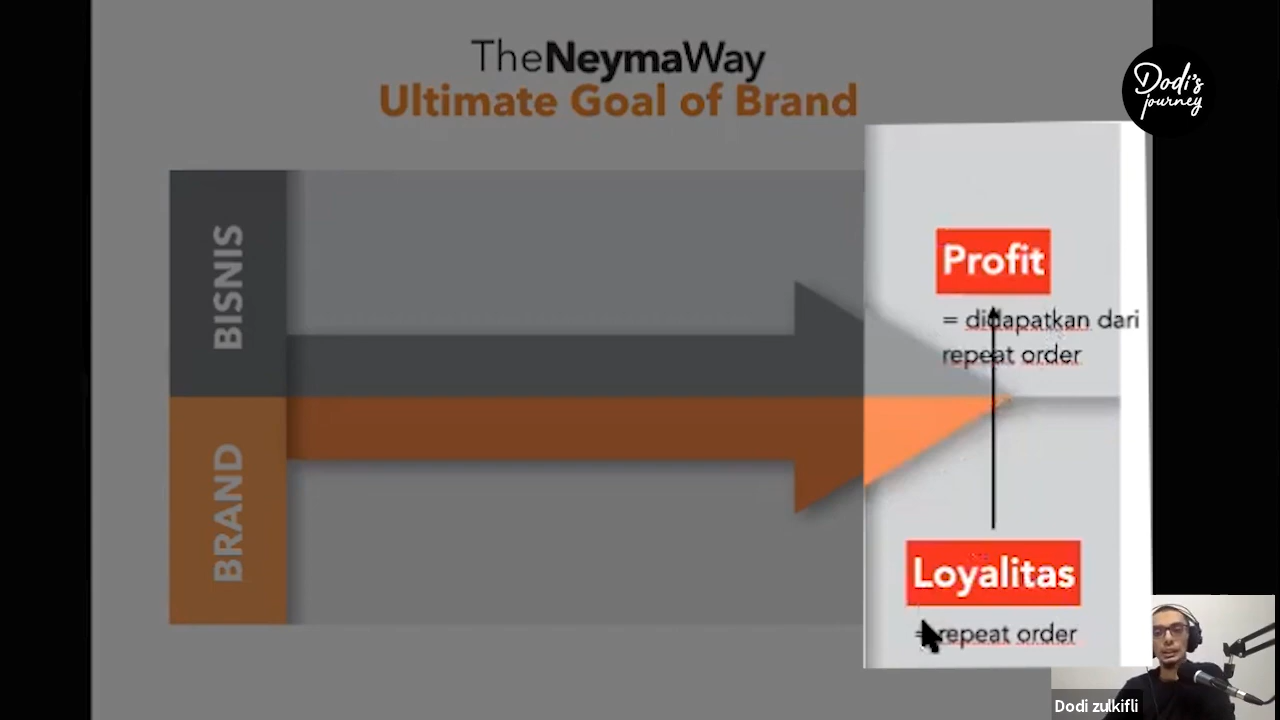 TheNeymaWay
Ultimate Goal of Brand
Dodi's
journey
BISNIS
Profit
= didapatkan dari
repeat order
BRAND
Loyalitas
= repeat order
Dodi zulkifli